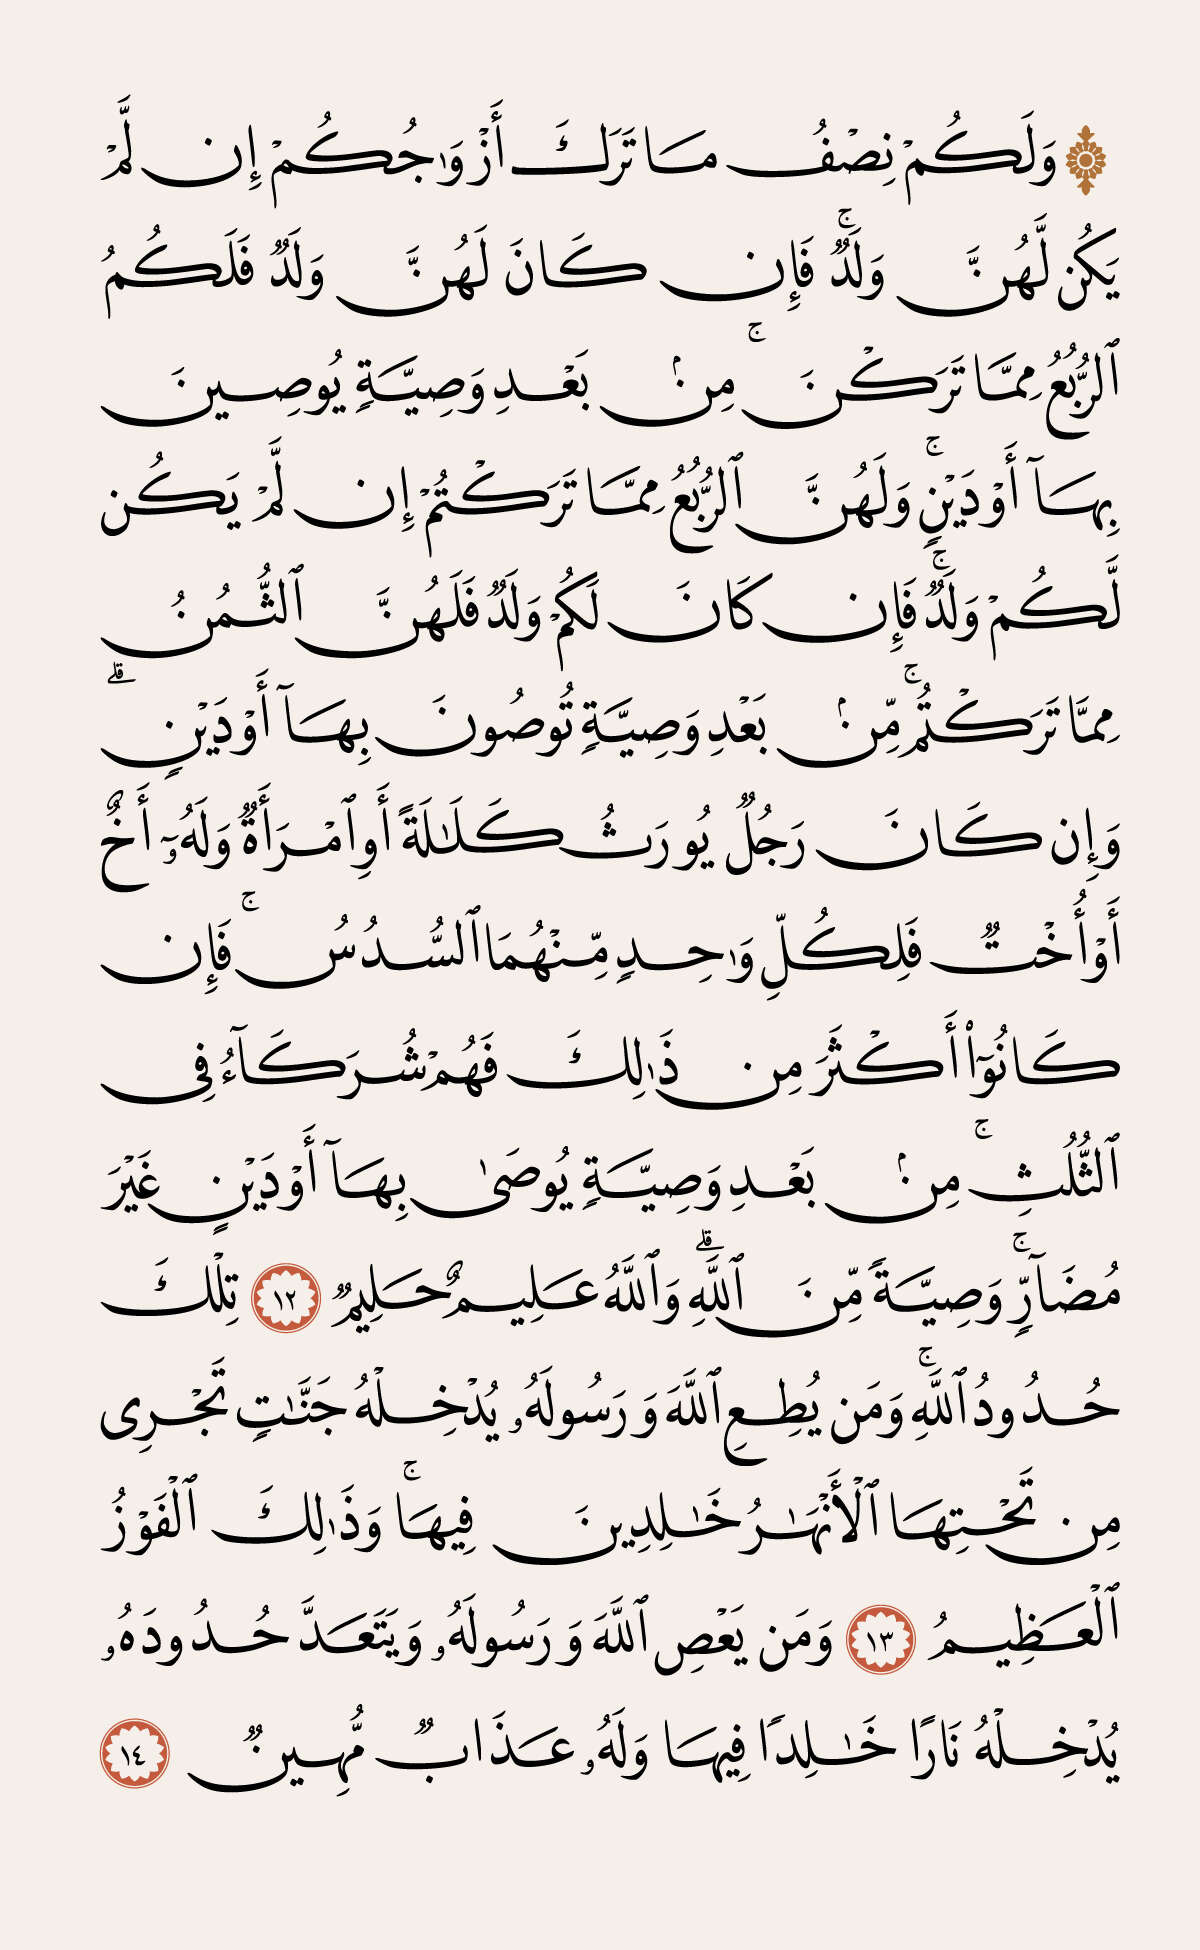 ۞ وَلَكُمْ نِصْفُ مَا تَرَكَ أَزْوَٰجُكُمْ إِن لَّمْ
يَكُن لَّهُنَّ وَلَدٌۭ ۚ فَإِن كَانَ لَهُنَّ وَلَدٌۭ فَلَكُمُ
ٱلرُّبُعُ مِمَّا تَرَكْنَ ۚ مِنۢ بَعْدِ وَصِيَّةٍۢ يُوصِينَ
بِهَآ أَوْ دَيْنٍۢ ۚ وَلَهُنَّ ٱلرُّبُعُ مِمَّا تَرَكْتُمْ إِن لَّمْ يَكُن
لَّكُمْ وَلَدٌۭ ۚ فَإِن كَانَ لَكُمْ وَلَدٌۭ فَلَهُنَّ ٱلثُّمُنُ
مِمَّا تَرَكْتُم ۚ مِّنۢ بَعْدِ وَصِيَّةٍۢ تُوصُونَ بِهَآ أَوْ دَيْنٍۢ ۗ
وَإِن كَانَ رَجُلٌۭ يُورَثُ كَلَـٰلَةً أَوِ ٱمْرَأَةٌۭ وَلَهُۥٓ أَخٌ
أَوْ أُخْتٌۭ فَلِكُلِّ وَٰحِدٍۢ مِّنْهُمَا ٱلسُّدُسُ ۚ فَإِن
كَانُوٓا۟ أَكْثَرَ مِن ذَٰلِكَ فَهُمْ شُرَكَآءُ فِى
ٱلثُّلُثِ ۚ مِنۢ بَعْدِ وَصِيَّةٍۢ يُوصَىٰ بِهَآ أَوْ دَيْنٍ غَيْرَ
مُضَآرٍّۢ ۚ وَصِيَّةًۭ مِّنَ ٱللَّهِ ۗ وَٱللَّهُ عَلِيمٌ حَلِيمٌۭ ١٢ تِلْكَ
حُدُودُ ٱللَّهِ ۚ وَمَن يُطِعِ ٱللَّهَ وَرَسُولَهُۥ يُدْخِلْهُ جَنَّـٰتٍۢ تَجْرِى
مِن تَحْتِهَا ٱلْأَنْهَـٰرُ خَـٰلِدِينَ فِيهَا ۚ وَذَٰلِكَ ٱلْفَوْزُ
ٱلْعَظِيمُ ١٣ وَمَن يَعْصِ ٱللَّهَ وَرَسُولَهُۥ وَيَتَعَدَّ حُدُودَهُۥ
يُدْخِلْهُ نَارًا خَـٰلِدًۭا فِيهَا وَلَهُۥ عَذَابٌۭ مُّهِينٌۭ ١٤